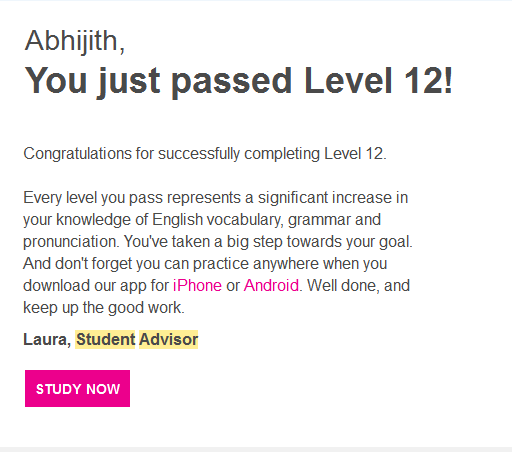 Abhijith,
You just passed Level 12!
Congratulations for successfully completing Level 12.
Every level you pass represents a significant increase in
your knowledge of English vocabulary, grammar and
pronunciation. You've taken a big step towards your goal.
And don't forget you can practice anywhere when you
download our app for iPhone or Android. Well done, and
keep up the good work.
Laura, Student Advisor
STUDY NOW